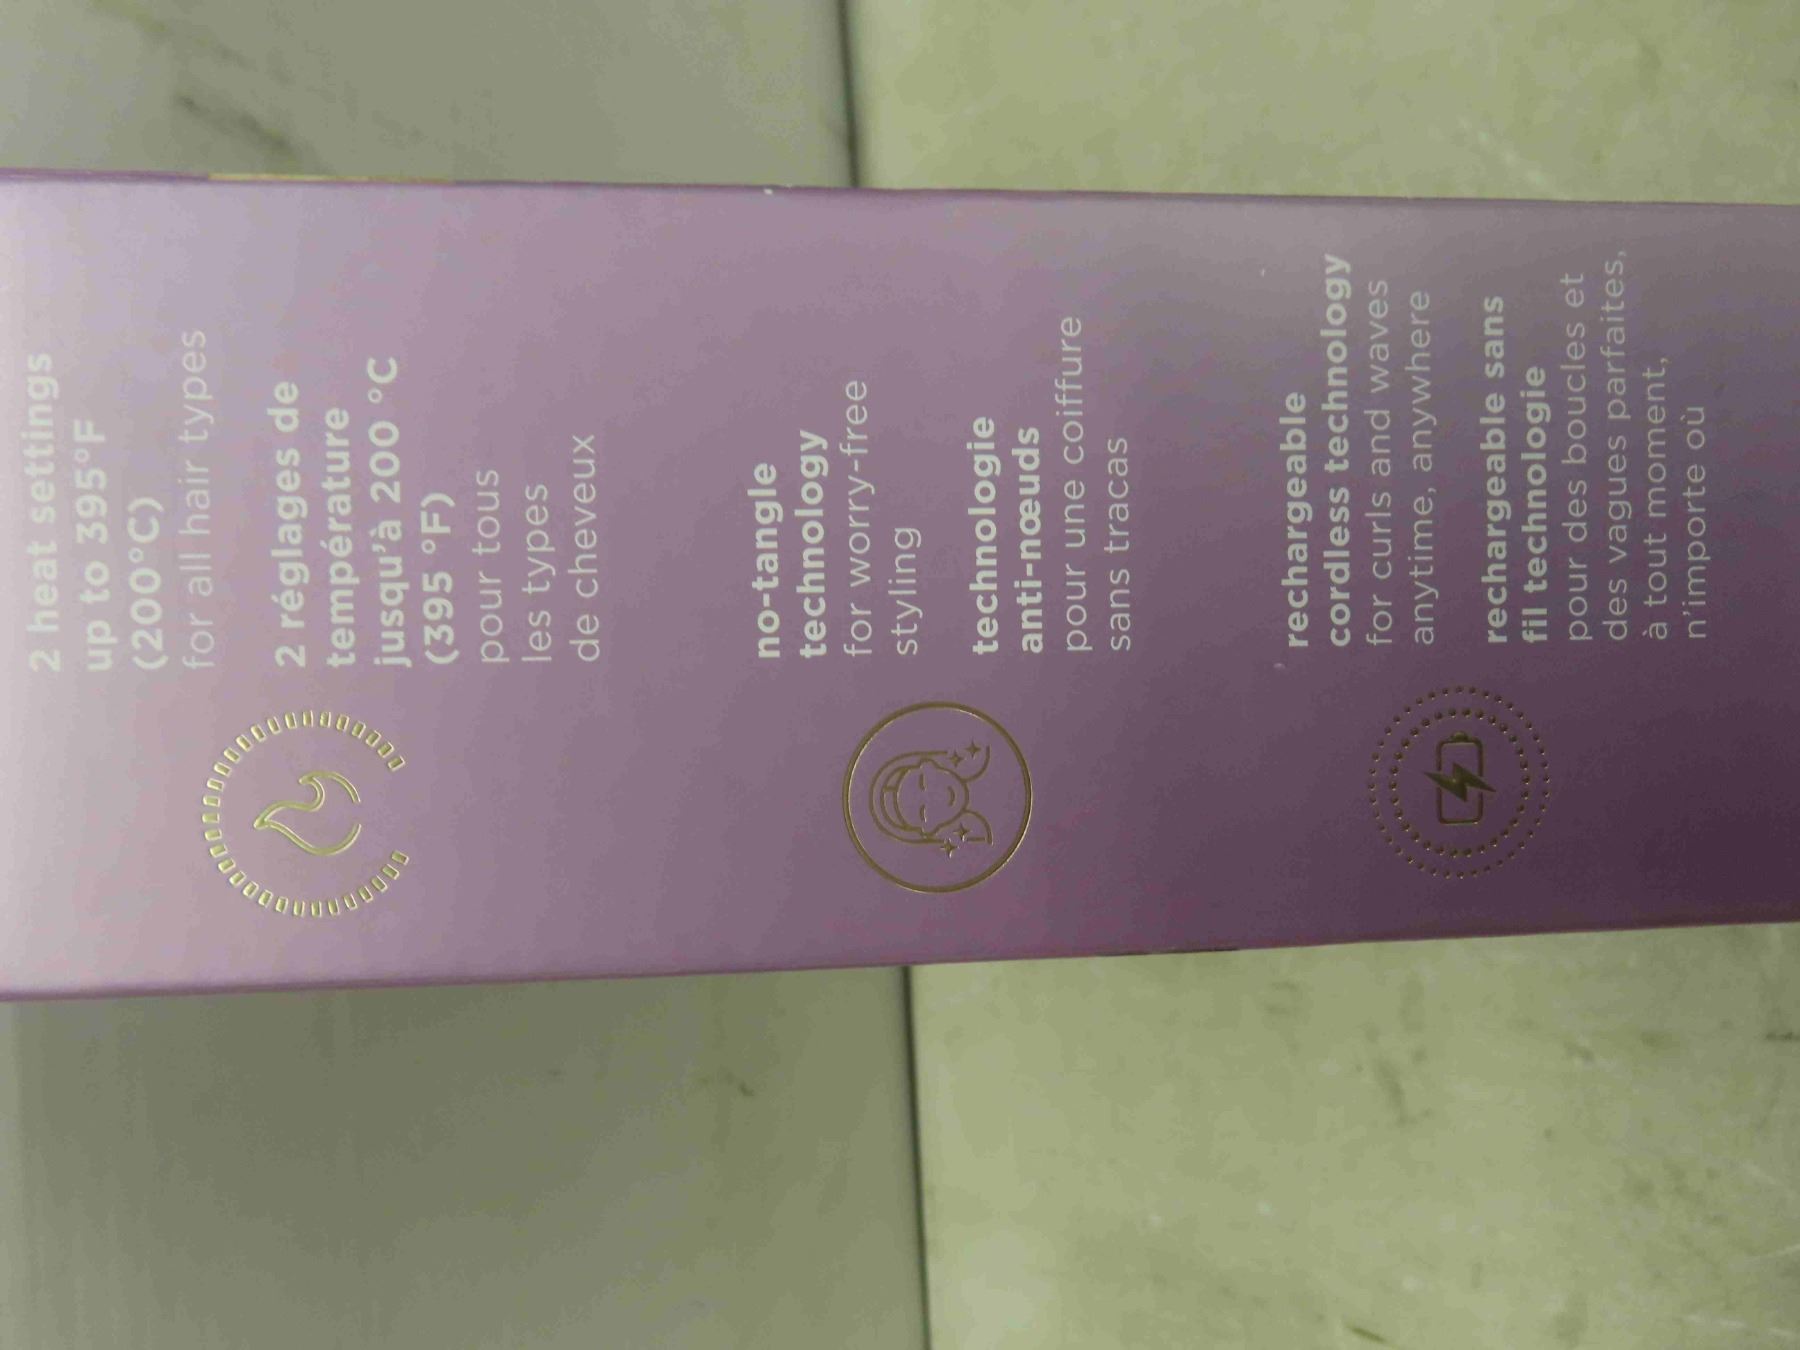 2 heat settings
up to 395°F
(200°C)
for all hair types
2 réglages de
température
jusqu'à 200 °C
(395 °F)
pour tous
les types
de cheveux
no-tangle
technology
for worry-free
styling
technologie
anti-nœuds
pour une coiffure
sans tracas
rechargeable
cordless technology
for curls and waves
anytime, anywhere
rechargeable sans
fil technologie
pour des boucles et
des vagues parfaites,
à tout moment,
n'importe où